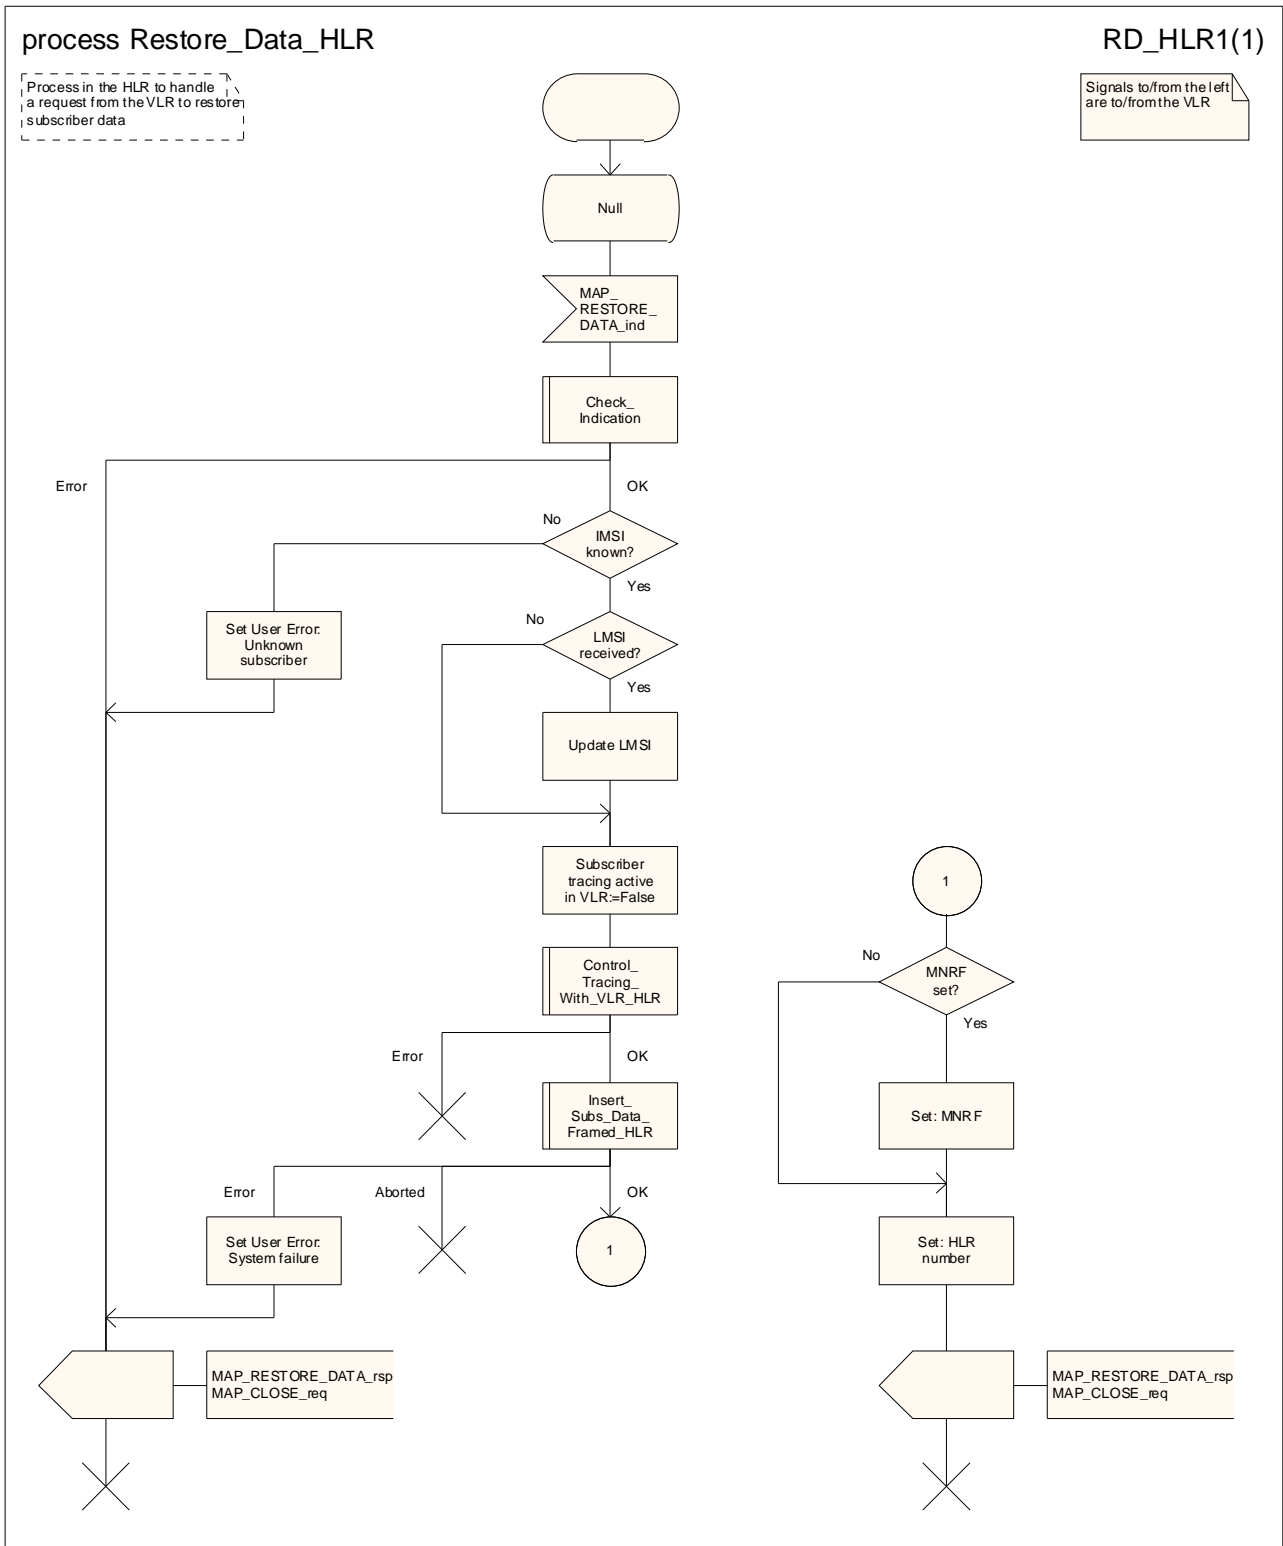 process Restore_Data_HLR
RD_HLR1(1)
Process in the HLR to handle
a request from the VLR to restore
subscriber data
Signals to/from the left
are to/from the VLR
Null
MAP_
RESTORE_
DATA_ind
Check_
Indication
Error
OK
No
IMSI
known?
Yes
Set User Error:
Unknown
subscriber
No
LMSI
received?
Yes
Update LMSI
Subscriber
tracing active
in VLR:=False
1
Control_
Tracing_
With_VLR_HLR
No
MNRF
set?
Yes
Error
OK
Insert_
Subs_Data_
Framed_HLR
Set: MNRF
Error
Aborted
OK
Set User Error:
System failure
1
Set: HLR
number
MAP_RESTORE_DATA_rsp
MAP_CLOSE_req
MAP_RESTORE_DATA_rsp
MAP_CLOSE_req